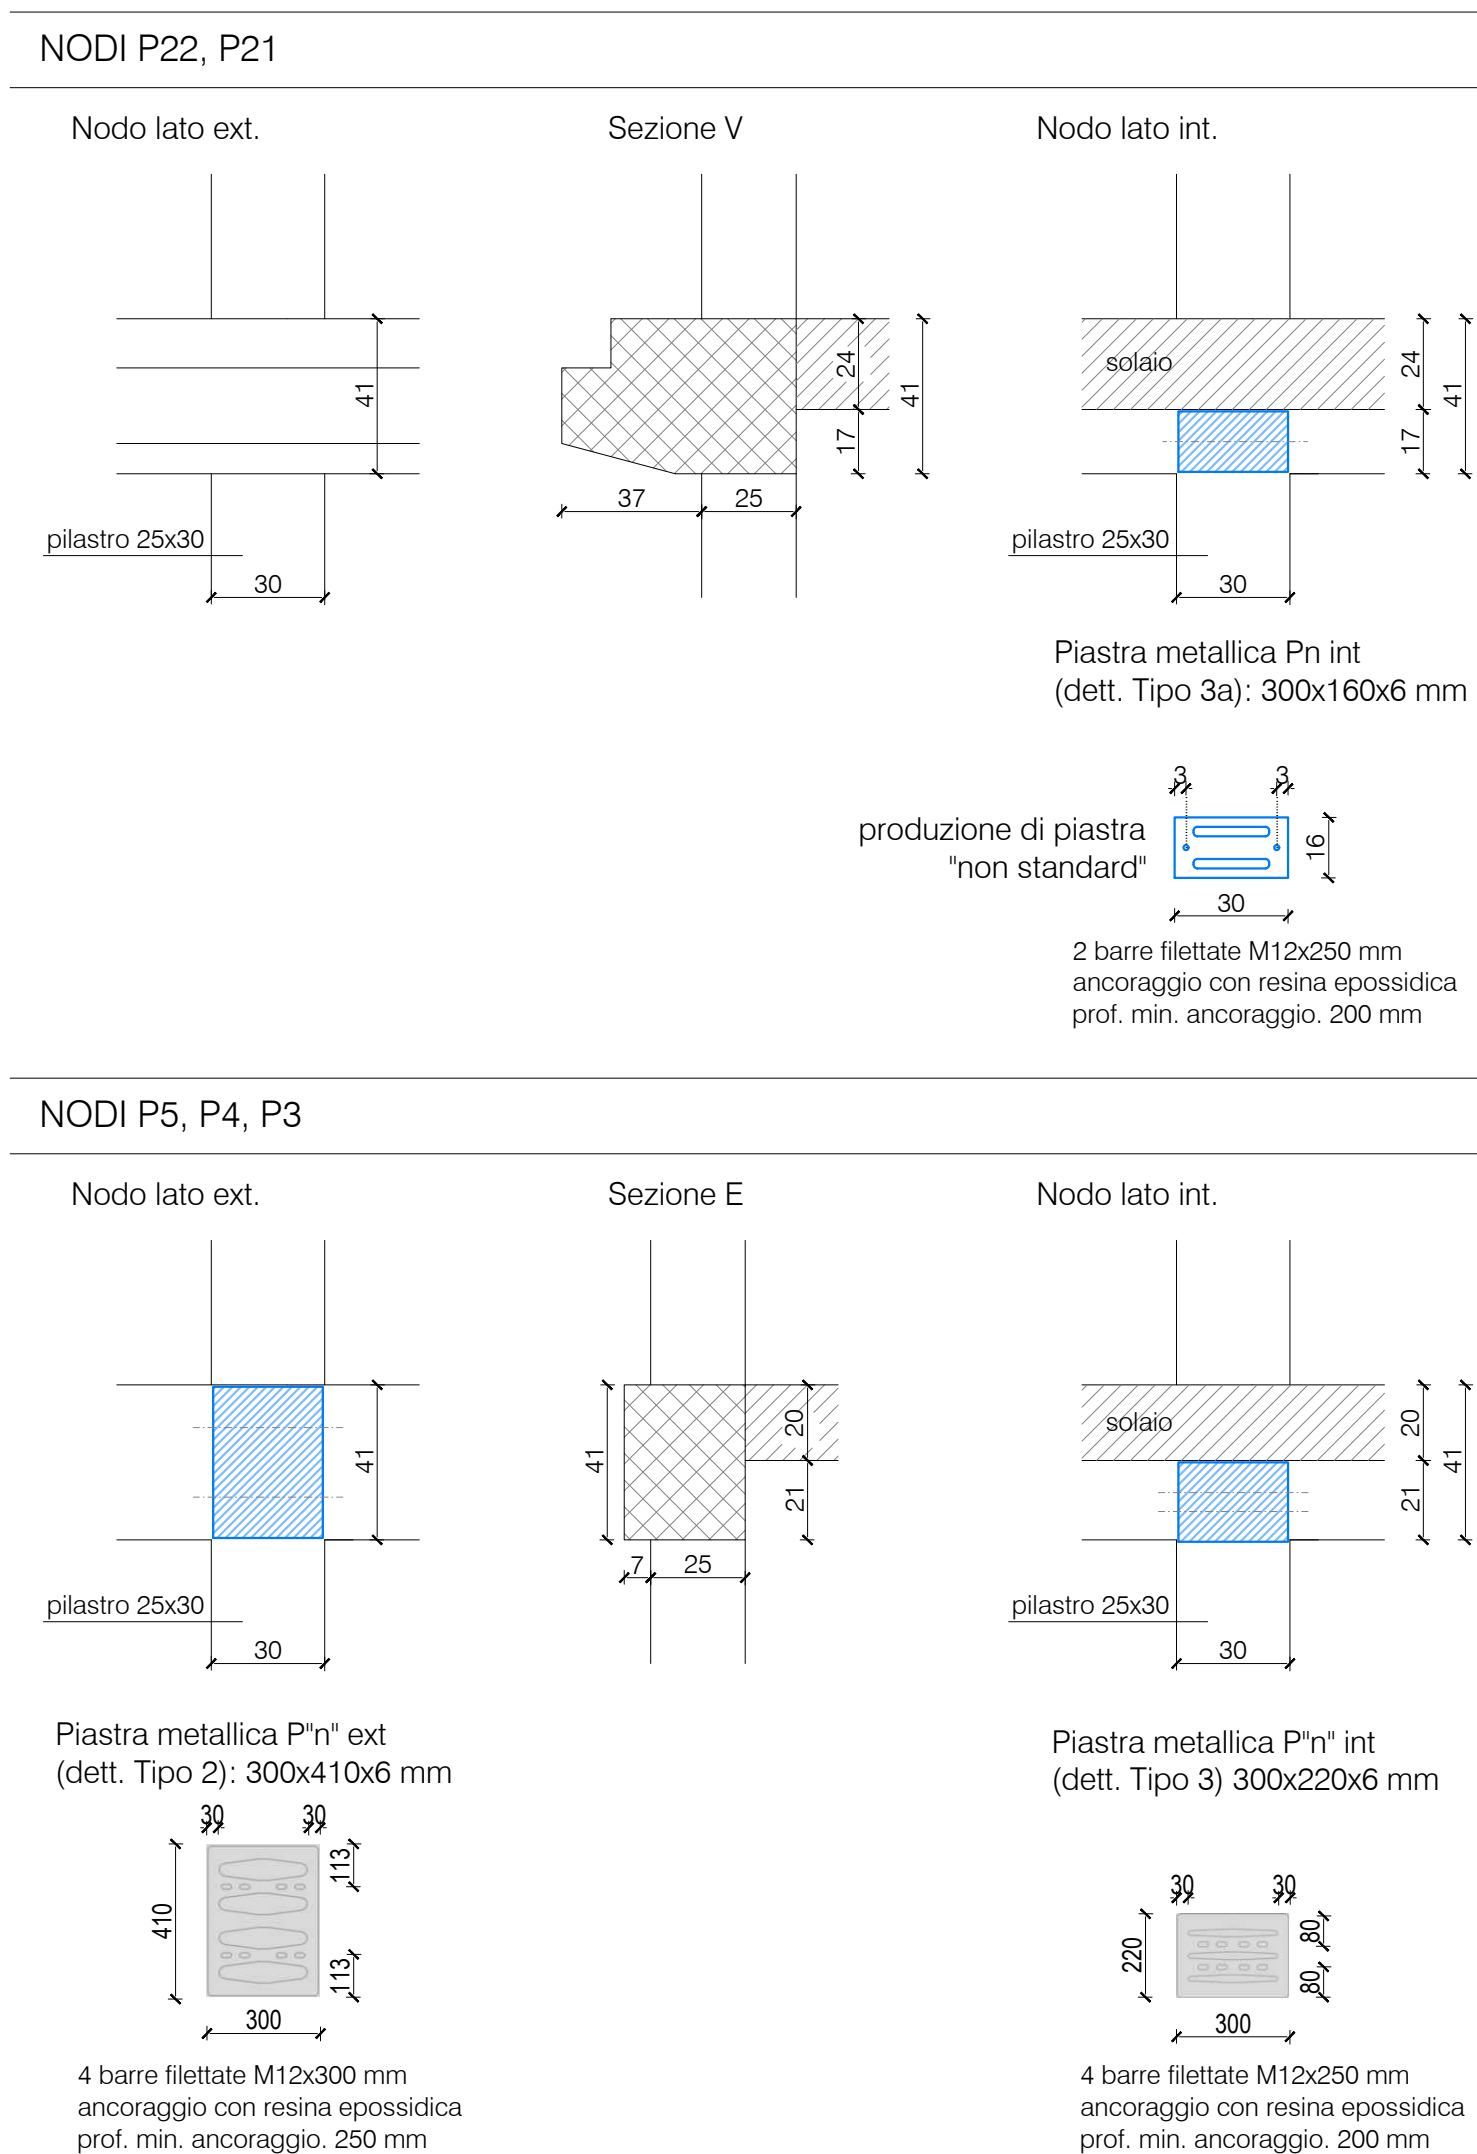 NODI P22, P21
Nodo lato ext.
Sezione V
Nodo lato int.
41
pilastro 25x30
30
24
17
41
37
25
solaio
24
17
41
pilastro 25x30
30
Piastra metallica Pn int
(dett. Tipo 3a): 300x160x6 mm
3
3
produzione di piastra
"non standard"
16
30
2 barre filettate M12x250 mm
ancoraggio con resina epossidica
prof. min. ancoraggio. 200 mm
NODI P5, P4, P3
Nodo lato ext.
Sezione E
Nodo lato int.
41
pilastro 25x30
30
41
20
21
7
25
solaio
20
21
41
pilastro 25x30
30
Piastra metallica P"n" ext
(dett. Tipo 2): 300x410x6 mm
30
30
113
410
113
300
4 barre filettate M12x300 mm
ancoraggio con resina epossidica
prof. min. ancoraggio. 250 mm
Piastra metallica P"n" int
(dett. Tipo 3) 300x220x6 mm
30
30
80
220
80
300
4 barre filettate M12x250 mm
ancoraggio con resina epossidica
prof. min. ancoraggio. 200 mm